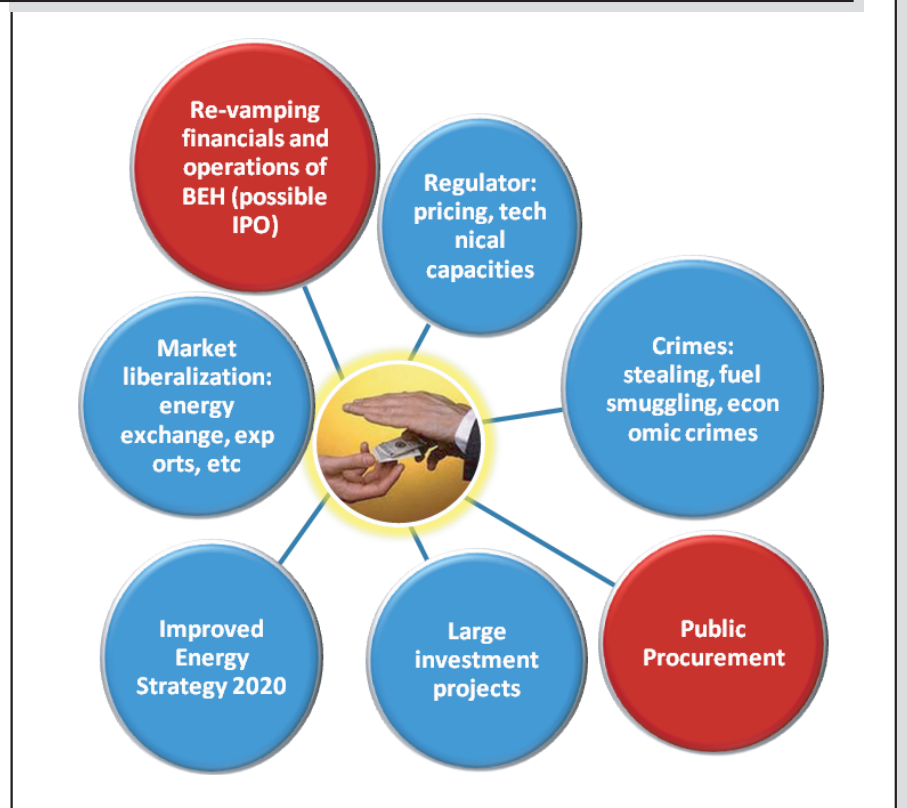 Re-vamping
financials and
operations of
BEH (possible
IPO)
Regulator:
pricing, tech
nical
capacities
Crimes:
stealing, fuel
smuggling, econ
omic crimes
Market
liberalization:
energy
exchange, exp
orts, etc
Improved
Energy
Strategy 2020
Large
investment
projects
Public
Procurement